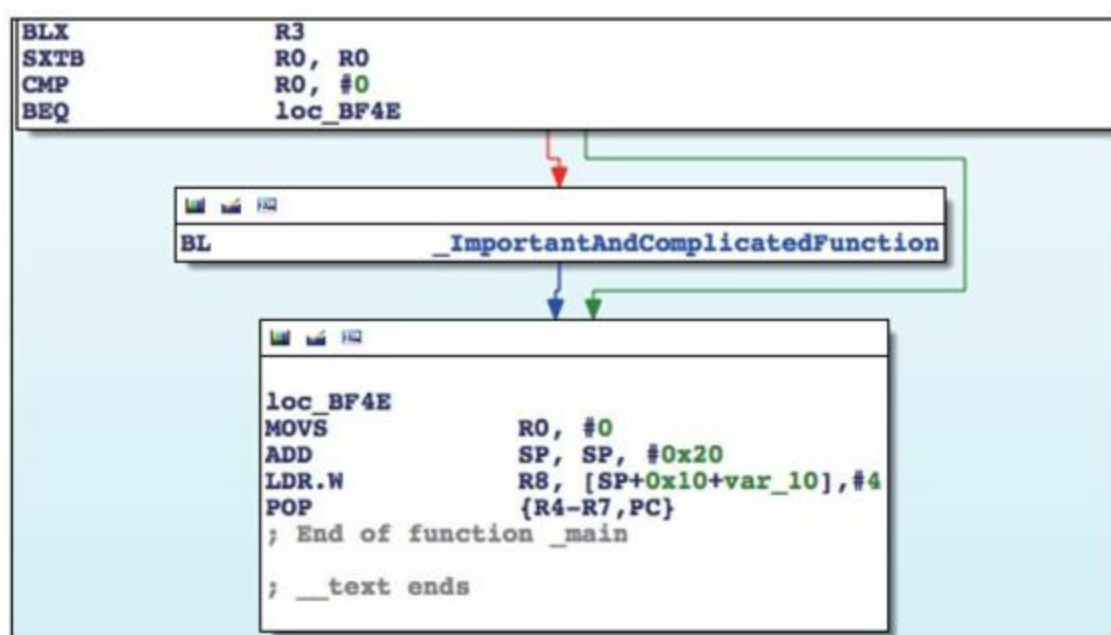 BLX R3
SXTB R0, R0
CMP R0, #0
BEQ loc_BF4E
BL _ImportantAndComplicatedFunction
loc_BF4E
MOVS R0, #0
ADD SP, SP, #0x20
LDR.W R8, [SP+0x10+var_10],#4
POP {R4-R7,PC}
; End of function _main
; __text ends